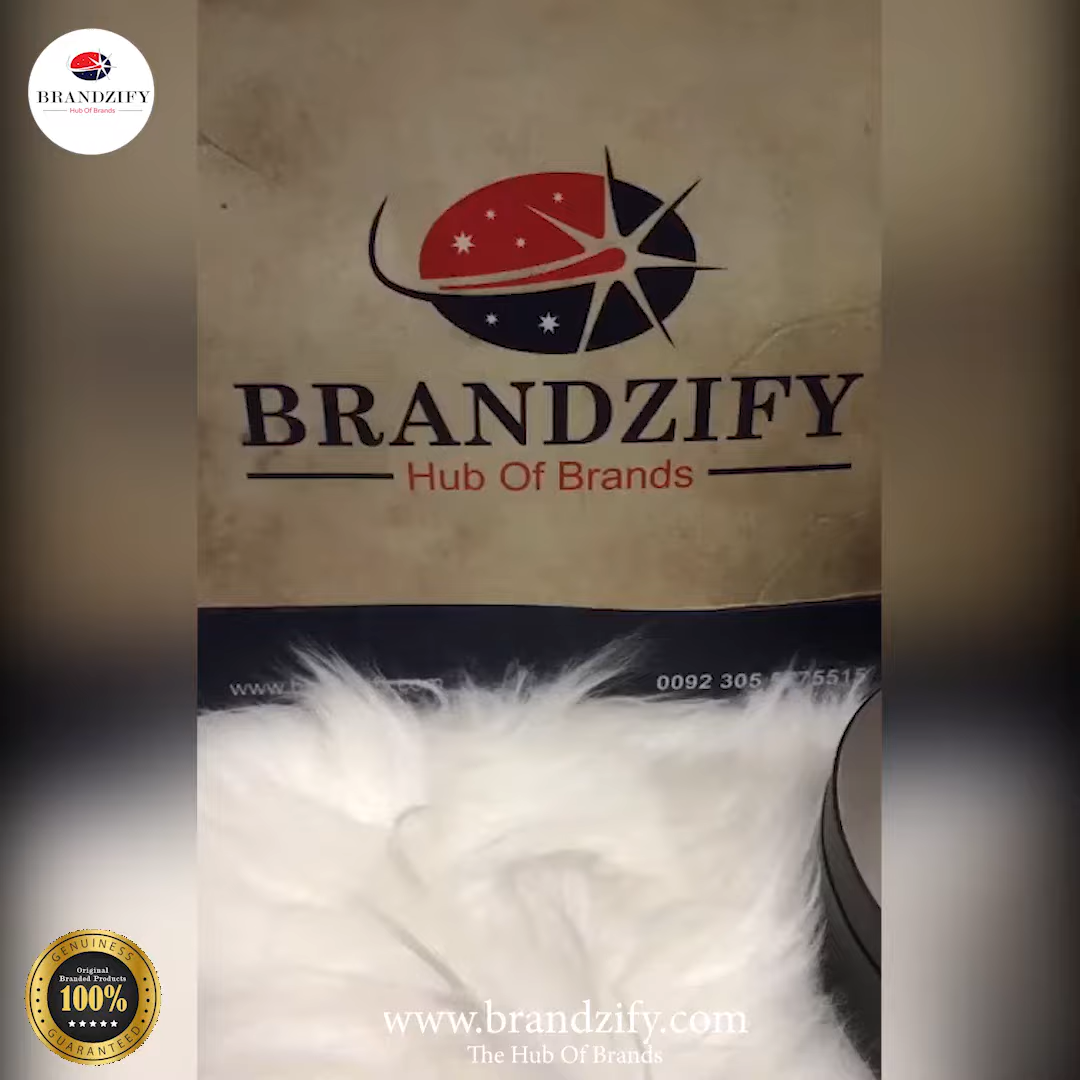 BRANDZIFY
Hub Of Brands
BRANDZIFY
Hub Of Brands
0092 305
GENUINESS
Original
Branded Products
100%
GUARANTEED
www.brandzify.com
The Hub Of Brands